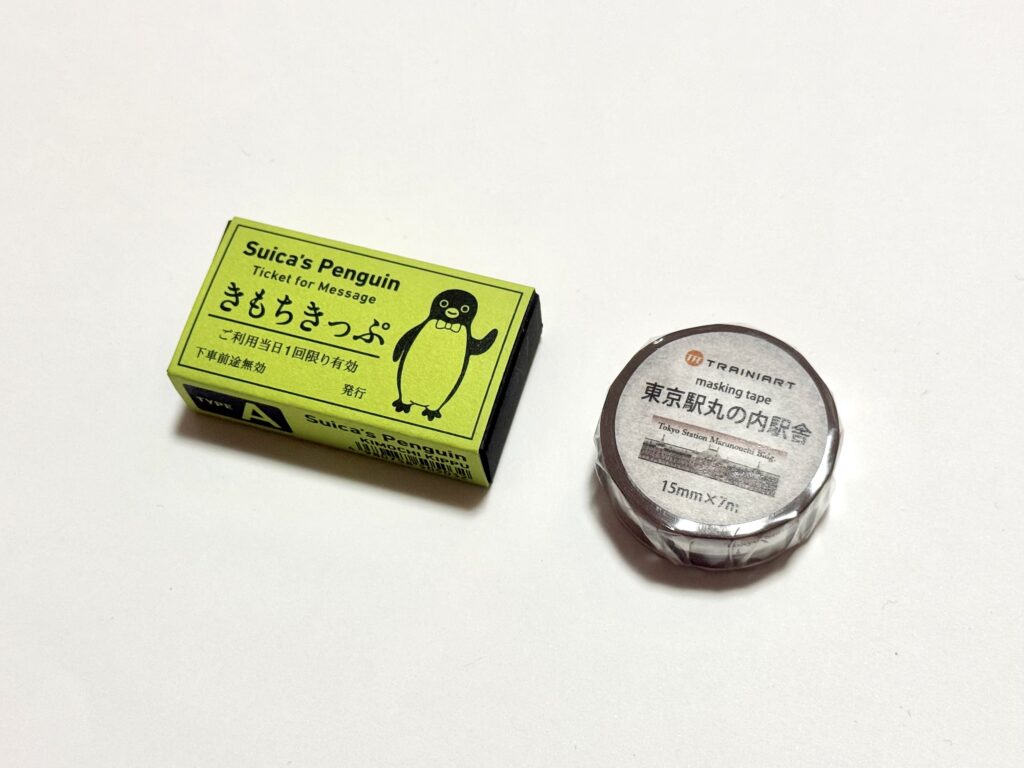 Suica's Penguin
Ticket for Message
きもちきっぷ
ご利用当日1回限り有効
下車前途無効
発行
TYPE A
Suica's Penguin
KIMOCHI KIPPU
TRAINIART
masking tape
東京駅丸の内駅舎
Tokyo Station Marunouchi Bldg.
15mm×7m